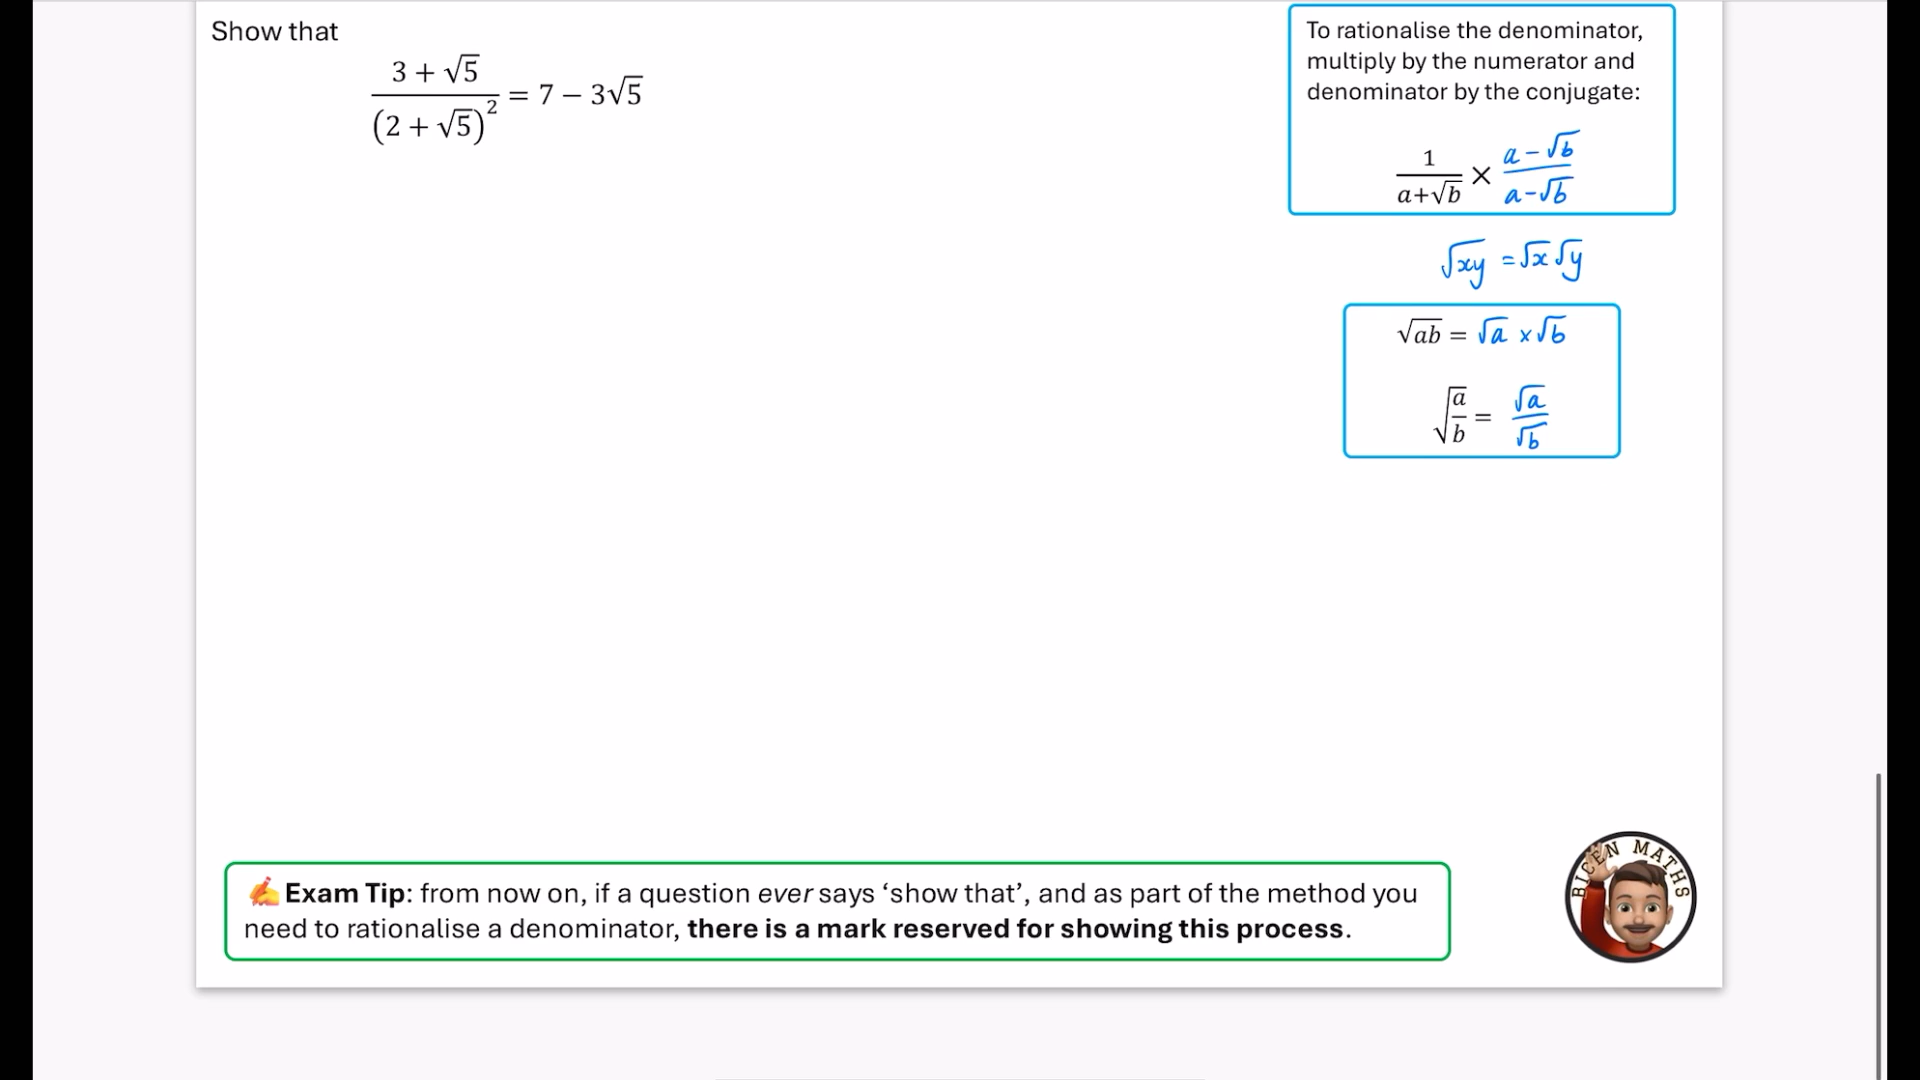 Show that
3 + √5
(2 + √5)² = 7 − 3√5
To rationalise the denominator,
multiply by the numerator and
denominator by the conjugate:
1/(a+√b) × (a−√b)/(a−√b)
√xy = √x √y
√ab = √a × √b
√(a/b) = √a/√b
✍️ Exam Tip: from now on, if a question ever says ‘show that’, and as part of the method you
need to rationalise a denominator, there is a mark reserved for showing this process.
BICEN MATHS